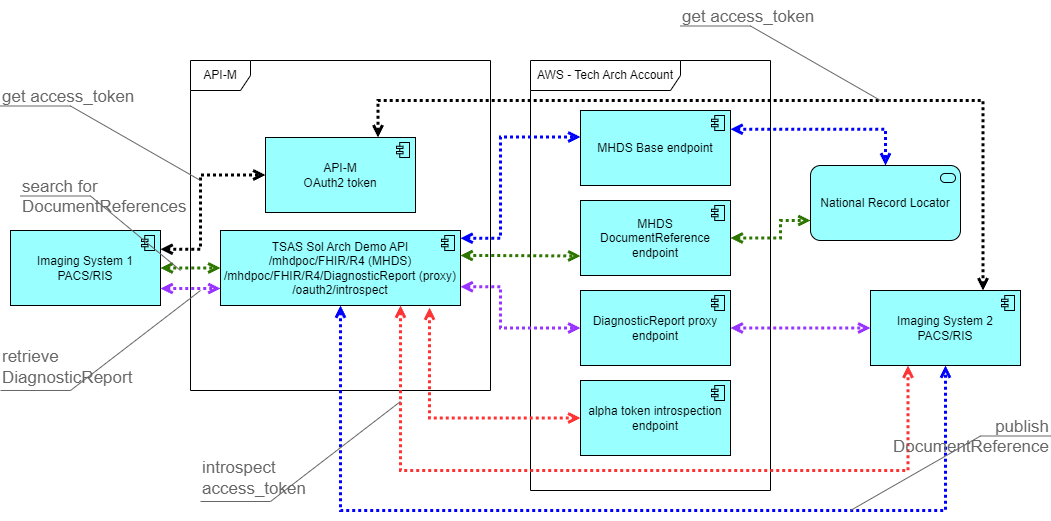 get access_token
API-M
AWS - Tech Arch Account
get access_token
API-M
OAuth2 token
MHDS Base endpoint
search for
DocumentReferences
National Record Locator
Imaging System 1
PACS/RIS
TSAS Sol Arch Demo API
/mhdpoc/FHIR/R4 (MHDS)
/mhdpoc/FHIR/R4/DiagnosticReport (proxy)
/oauth2/introspect
MHDS
DocumentReference
endpoint
DiagnosticReport proxy
endpoint
Imaging System 2
PACS/RIS
retrieve
DiagnosticReport
alpha token introspection
endpoint
publish
DocumentReference
introspect
access_token